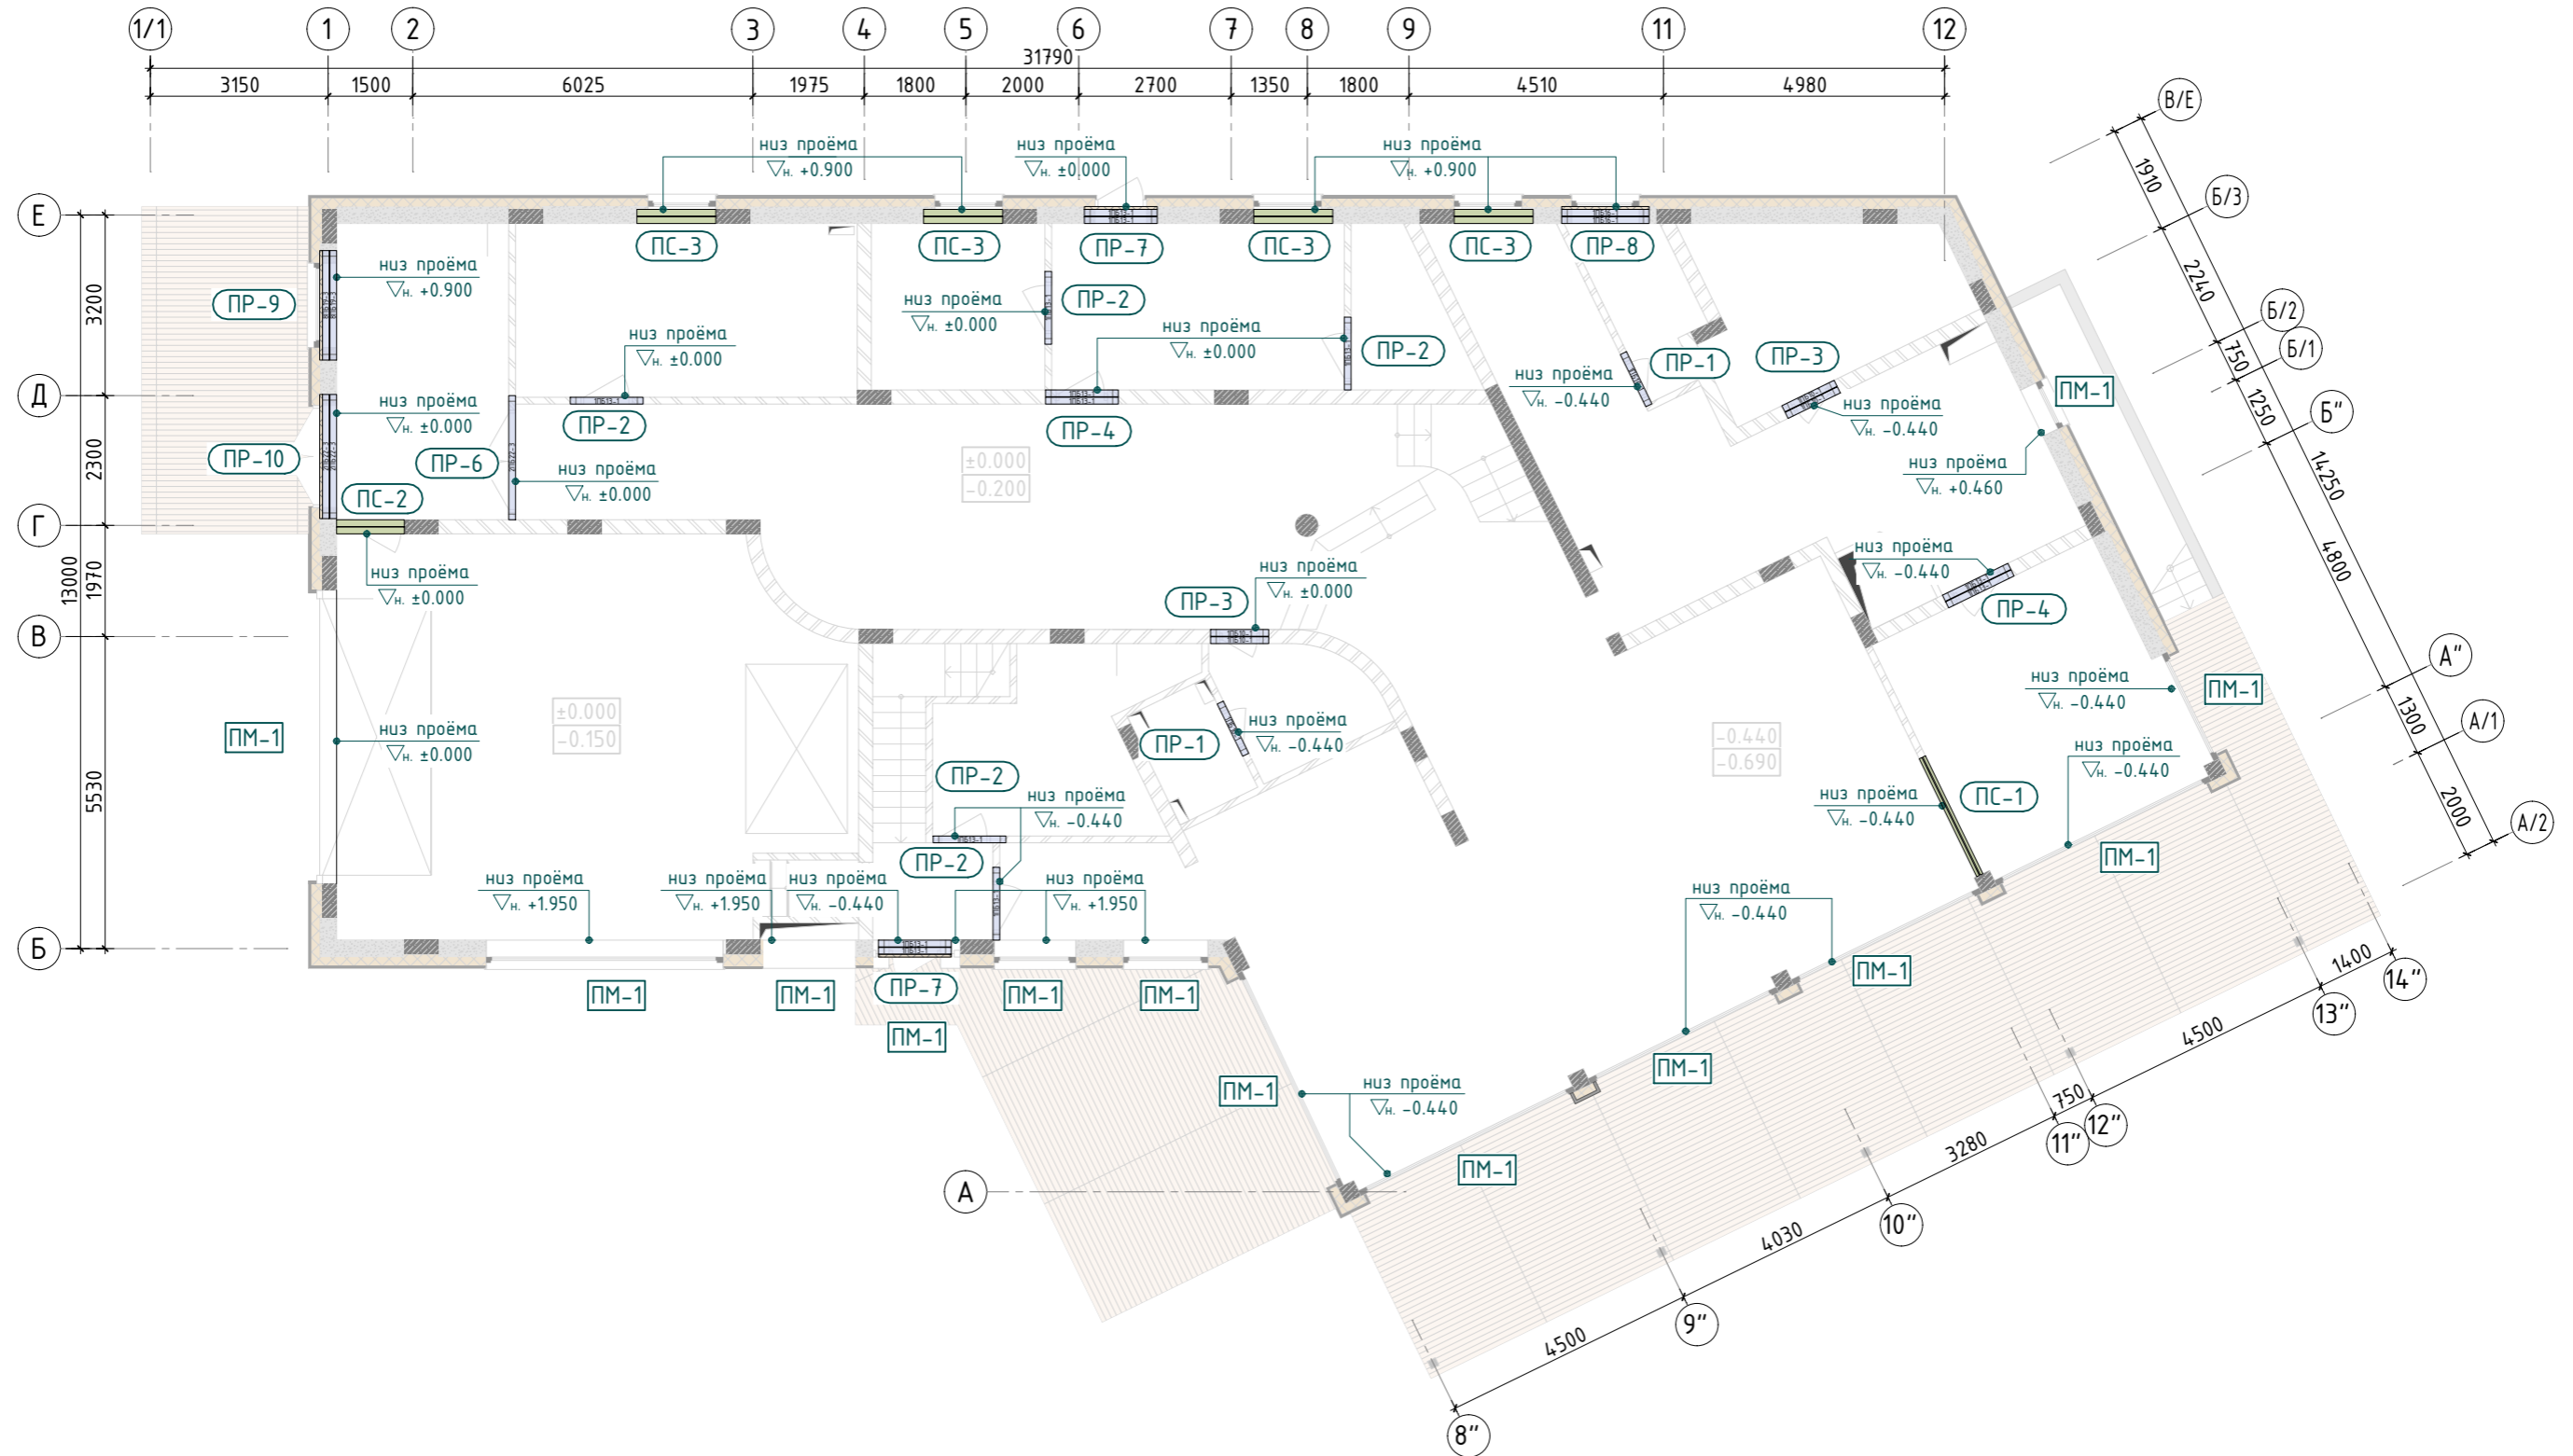 1/1 1 2 3 4 5 6 7 8 9 11 12
31790
3150 1500 6025 1975 1800 2000 2700 1350 1800 4510 4980
В/Е
1910
Б/3
2240
Б/2
750
Б/1
1250
Б"
14250
4800
А"
1300
А/1
2000
А/2
Е
3200
Д
2300
Г
13000
1970
В
5530
Б
А
низ проёма
Н. +0.900
низ проёма
Н. ±0.000
низ проёма
Н. +0.900
ПС-3
ПС-3
ПР-7
ПС-3
ПС-3
ПР-8
низ проёма
Н. +0.900
ПР-9
низ проёма
Н. ±0.000
ПР-2
низ проёма
Н. ±0.000
ПР-2
низ проёма
Н. ±0.000
ПР-1
ПР-3
низ проёма
Н. -0.440
ПМ-1
низ проёма
Н. ±0.000
ПР-2
ПР-4
низ проёма
Н. -0.440
ПР-10
ПР-6
низ проёма
Н. ±0.000
±0.000
-0.200
низ проёма
Н. +0.460
ПС-2
низ проёма
Н. ±0.000
низ проёма
Н. ±0.000
ПР-3
низ проёма
Н. -0.440
ПР-4
ПМ-1
низ проёма
Н. ±0.000
±0.000
-0.150
ПР-1
низ проёма
Н. -0.440
-0.440
-0.690
низ проёма
Н. -0.440
ПМ-1
низ проёма
Н. -0.440
ПР-2
низ проёма
Н. -0.440
низ проёма
Н. -0.440
ПС-1
ПМ-1
ПР-2
низ проёма
Н. +1.950
низ проёма
Н. +1.950
низ проёма
Н. -0.440
низ проёма
Н. +1.950
низ проёма
Н. -0.440
ПМ-1
ПМ-1
ПМ-1
ПР-7
ПМ-1
ПМ-1
ПМ-1
ПМ-1
низ проёма
Н. -0.440
ПМ-1
ПМ-1
1400
14"
4500
13"
750
12"
11"
3280
10"
4030
9"
4500
8"